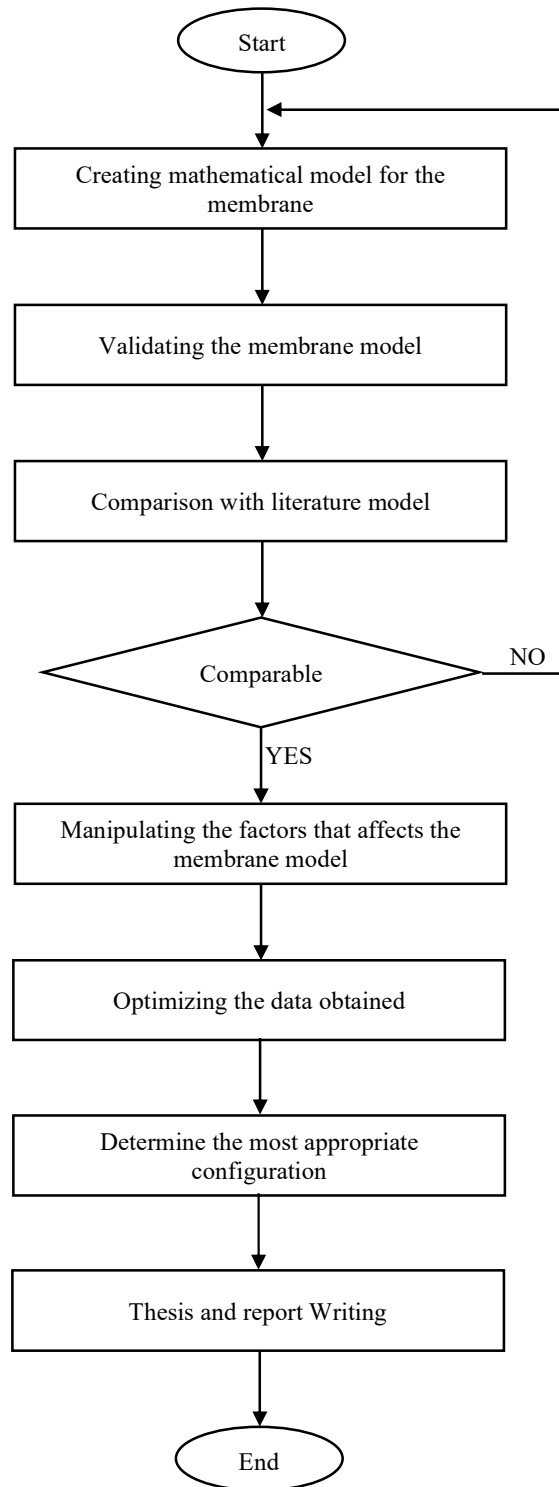 Start
Creating mathematical model for the
membrane
Validating the membrane model
Comparison with literature model
Comparable
NO
YES
Manipulating the factors that affects the
membrane model
Optimizing the data obtained
Determine the most appropriate
configuration
Thesis and report Writing
End